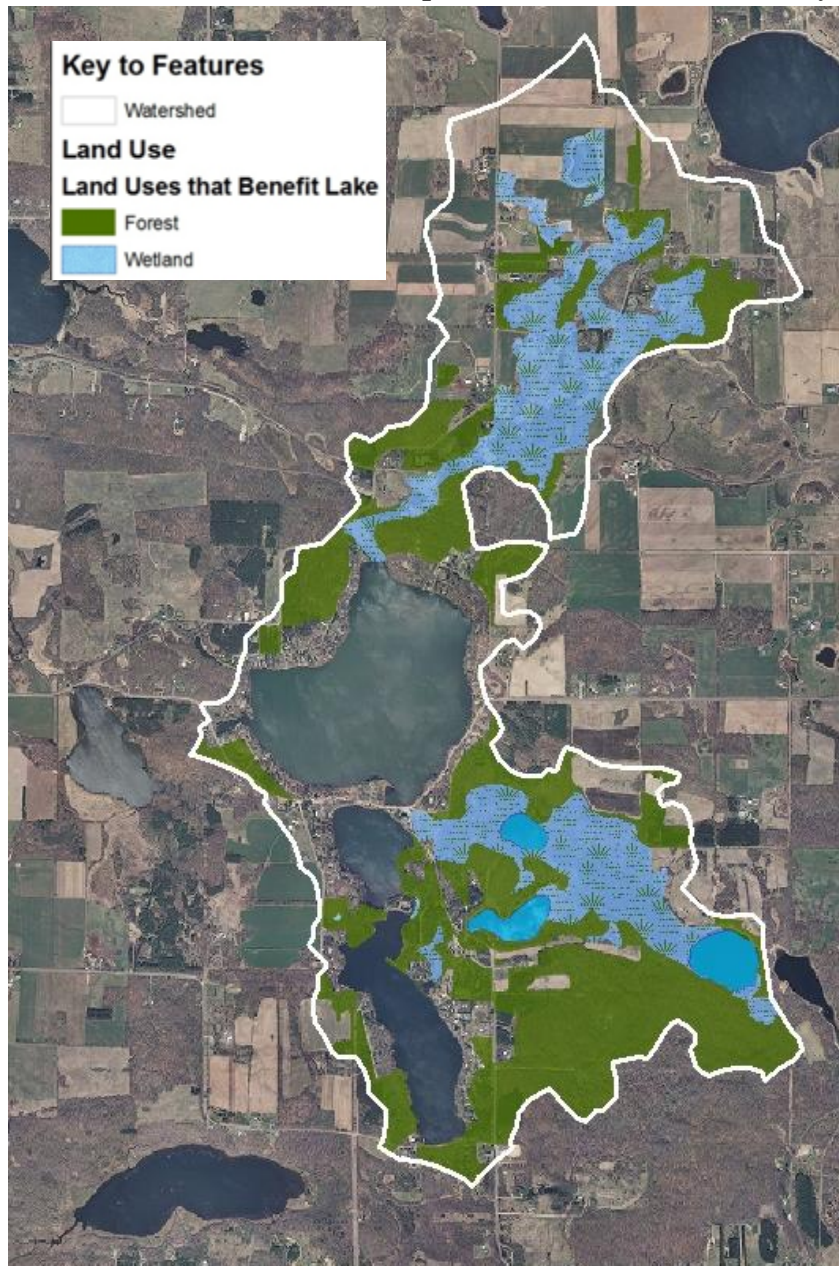 Key to Features
Watershed
Land Use
Land Uses that Benefit Lake
Forest
Wetland